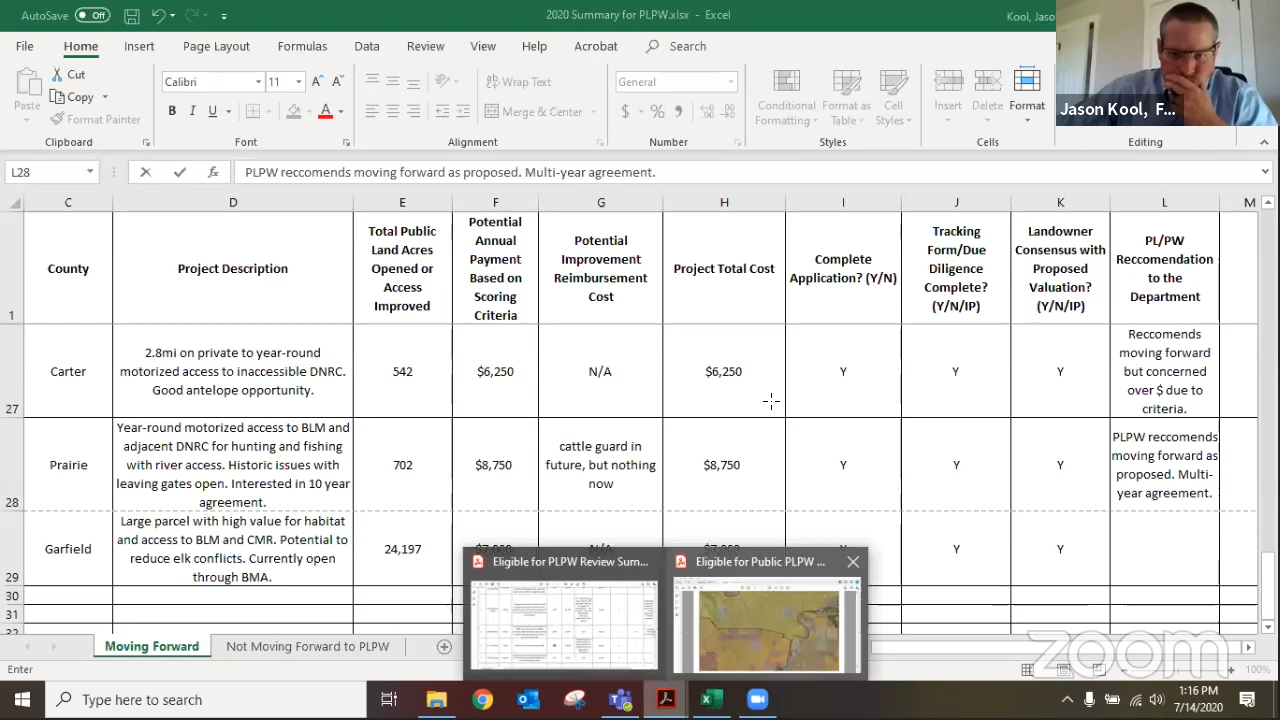 AutoSave Off 2020 Summary for PLPW.xlsx - Excel Kool, Jaso
File Home Insert Page Layout Formulas Data Review View Help Acrobat Search
Paste
Cut
Copy
Format Painter
Clipboard
Calibri 11
B I U
Font
Wrap Text
Merge & Center
Alignment
General
$ %
Number
Conditional
Formatting
Format as
Table
Cell
Styles
Styles
Insert Delete Format
Cells
Editing
Jason Kool, F...
L28 PLPW reccomends moving forward as proposed. Multi-year agreement.
C D E F G H I J K L M
1
County
Project Description
Total Public
Land Acres
Opened or
Access
Improved
Potential
Annual
Payment
Based on
Scoring
Criteria
Potential
Improvement
Reimbursement
Cost
Project Total Cost
Complete
Application? (Y/N)
Tracking
Form/Due
Diligence
Complete?
(Y/N/IP)
Landowner
Consensus with
Proposed
Valuation?
(Y/N/IP)
PL/PW
Reccomendation
to the
Department
27
Carter
2.8mi on private to year-round
motorized access to inaccessible DNRC.
Good antelope opportunity.
542
$6,250
N/A
$6,250
Y
Y
Y
Reccomends
moving forward
but concerned
over $ due to
criteria.
28
Prairie
Year-round motorized access to BLM and
adjacent DNRC for hunting and fishing
with river access. Historic issues with
leaving gates open. Interested in 10 year
agreement.
702
$8,750
cattle guard in
future, but nothing
now
$8,750
Y
Y
Y
PLPW reccomends
moving forward as
proposed. Multi-
year agreement.
29
Garfield
Large parcel with high value for habitat
and access to BLM and CMR. Potential to
reduce elk conflicts. Currently open
through BMA.
24,197
Y
Y
30
31
Eligible for PLPW Review Summ...
Eligible for Public PLPW ...
Moving Forward Not Moving Forward to PLPW
Enter
100%
zoom
Type here to search
1:16 PM
7/14/2020